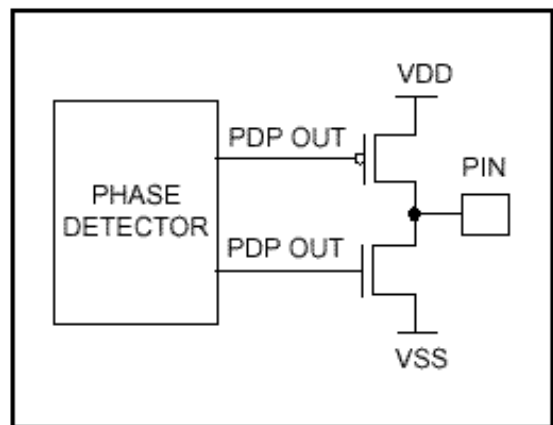 VDD
PDP OUT
PIN
PHASE
DETECTOR
PDP OUT
VSS